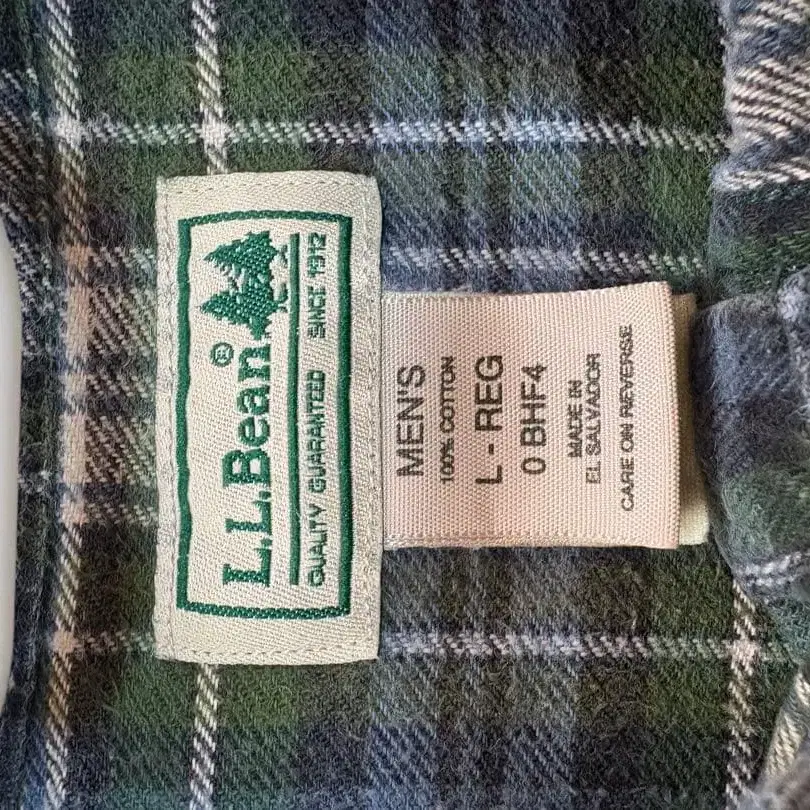 L.L.Bean®
QUALITY GUARANTEED SINCE 1912
MEN'S
100% COTTON
L - REG
0 BHF4
MADE IN
EL SALVADOR
CARE ON REVERSE